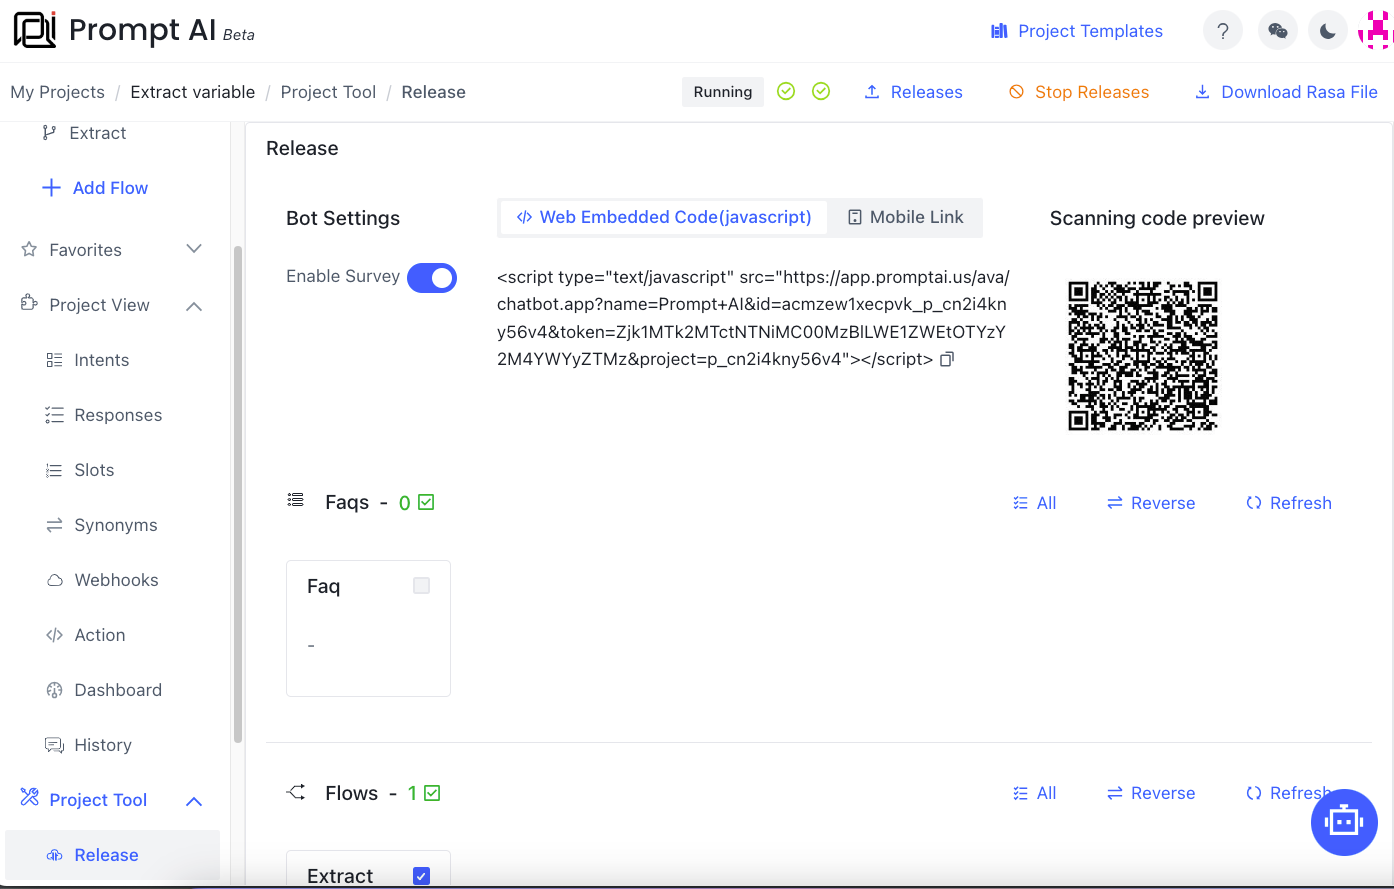 Prompt AI Beta
Project Templates
?
My Projects / Extract variable / Project Tool / Release
Running
Releases
Stop Releases
Download Rasa File
Extract
Add Flow
Favorites
Project View
Intents
Responses
Slots
Synonyms
Webhooks
Action
Dashboard
History
Project Tool
Release
Release
Bot Settings
Enable Survey
Web Embedded Code(javascript)
Mobile Link
<script type="text/javascript" src="https://app.promptai.us/ava/
chatbot.app?name=Prompt+AI&id=acmzew1xecpvk_p_cn2i4kn
y56v4&token=Zjk1MTk2MTctNTNiMC00MzBlLWE1ZWEtOTYzY
2M4YWYyZTMz&project=p_cn2i4kny56v4"></script>
Scanning code preview
Faqs - 0
All
Reverse
Refresh
Faq
-
Flows - 1
All
Reverse
Refresh
Extract